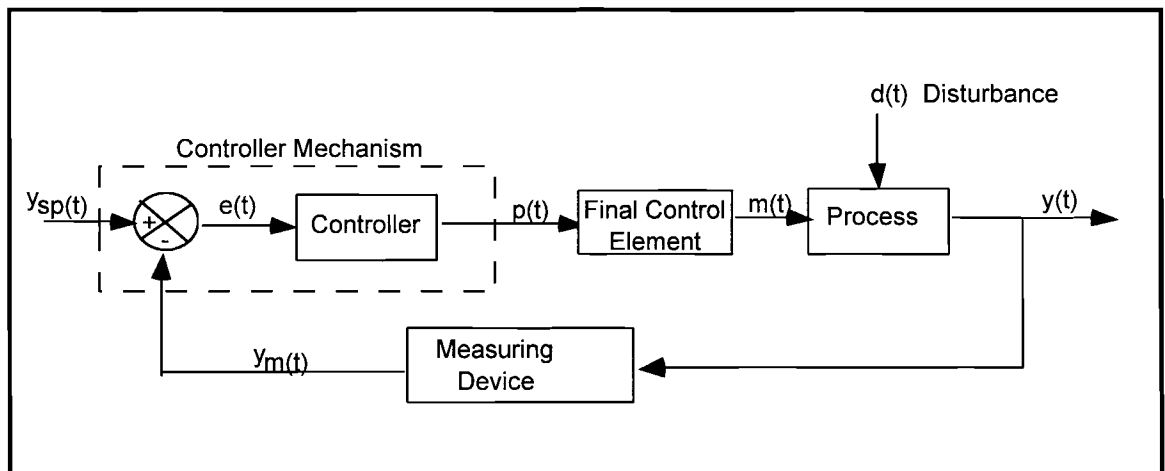 d(t) Disturbance
Controller Mechanism
ysp(t)
+
-
e(t)
Controller
p(t)
Final Control
Element
m(t)
Process
y(t)
ym(t)
Measuring
Device